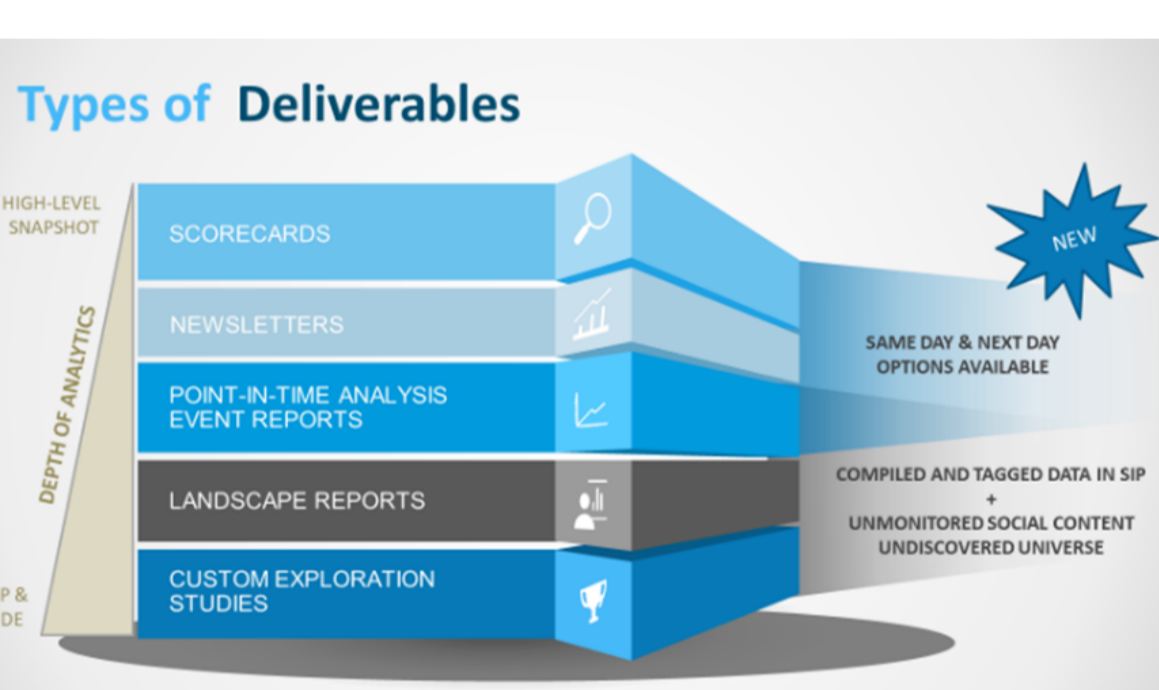 Types of Deliverables
HIGH-LEVEL
SNAPSHOT
DEPTH OF ANALYTICS
P &
DE
SCORECARDS
NEWSLETTERS
POINT-IN-TIME ANALYSIS
EVENT REPORTS
LANDSCAPE REPORTS
CUSTOM EXPLORATION
STUDIES
NEW
SAME DAY & NEXT DAY
OPTIONS AVAILABLE
COMPILED AND TAGGED DATA IN SIP
+
UNMONITORED SOCIAL CONTENT
UNDISCOVERED UNIVERSE